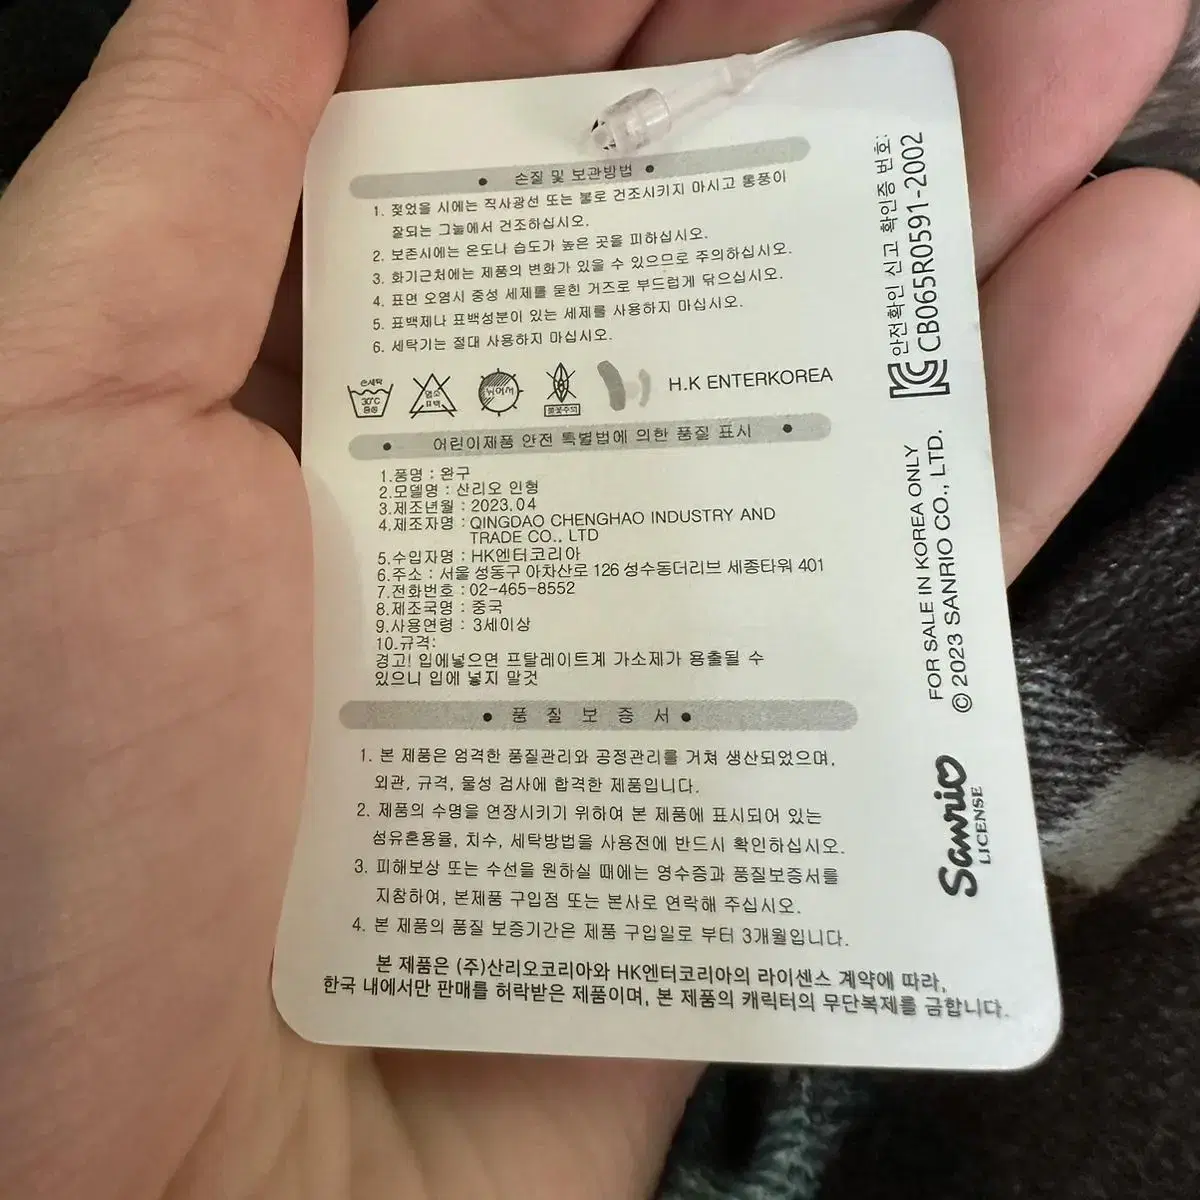 ● 손질 및 보관방법 ●
1. 젖었을 시에는 직사광선 또는 불로 건조시키지 마시고 통풍이
잘되는 그늘에서 건조하십시오.
2. 보존시에는 온도나 습도가 높은 곳을 피하십시오.
3. 화기근처에는 제품의 변화가 있을 수 있으므로 주의하십시오.
4. 표면 오염시 중성 세제를 묻힌 거즈로 부드럽게 닦으십시오.
5. 표백제나 표백성분이 있는 세제를 사용하지 마십시오.
6. 세탁기는 절대 사용하지 마십시오.
손세탁
30℃
중성
염소
표백
뉘어서
불꽃주의
H.K ENTERKOREA
● 어린이제품 안전 특별법에 의한 품질 표시 ●
1.품명 : 완구
2.모델명 : 산리오 인형
3.제조년월 : 2023.04
4.제조자명 : QINGDAO CHENGHAO INDUSTRY AND
TRADE CO., LTD
5.수입자명 : HK엔터코리아
6.주소 : 서울 성동구 아차산로 126 성수동더리브 세종타워 401
7.전화번호 : 02-465-8552
8.제조국명 : 중국
9.사용연령 : 3세이상
10.규격:
경고! 입에넣으면 프탈레이트계 가소제가 용출될 수
있으니 입에 넣지 말것
● 품 질 보 증 서 ●
1. 본 제품은 엄격한 품질관리와 공정관리를 거쳐 생산되었으며,
외관, 규격, 물성 검사에 합격한 제품입니다.
2. 제품의 수명을 연장시키기 위하여 본 제품에 표시되어 있는
섬유혼용율, 치수, 세탁방법을 사용전에 반드시 확인하십시오.
3. 피해보상 또는 수선을 원하실 때에는 영수증과 품질보증서를
지참하여, 본제품 구입점 또는 본사로 연락해 주십시오.
4. 본 제품의 품질 보증기간은 제품 구입일로 부터 3개월입니다.
본 제품은 (주)산리오코리아와 HK엔터코리아의 라이센스 계약에 따라,
한국 내에서만 판매를 허락받은 제품이며, 본 제품의 캐릭터의 무단복제를 금합니다.
안전확인 신고 확인증 번호:
CB065R0591-2002
FOR SALE IN KOREA ONLY
© 2023 SANRIO CO., LTD.
Sanrio
LICENSE